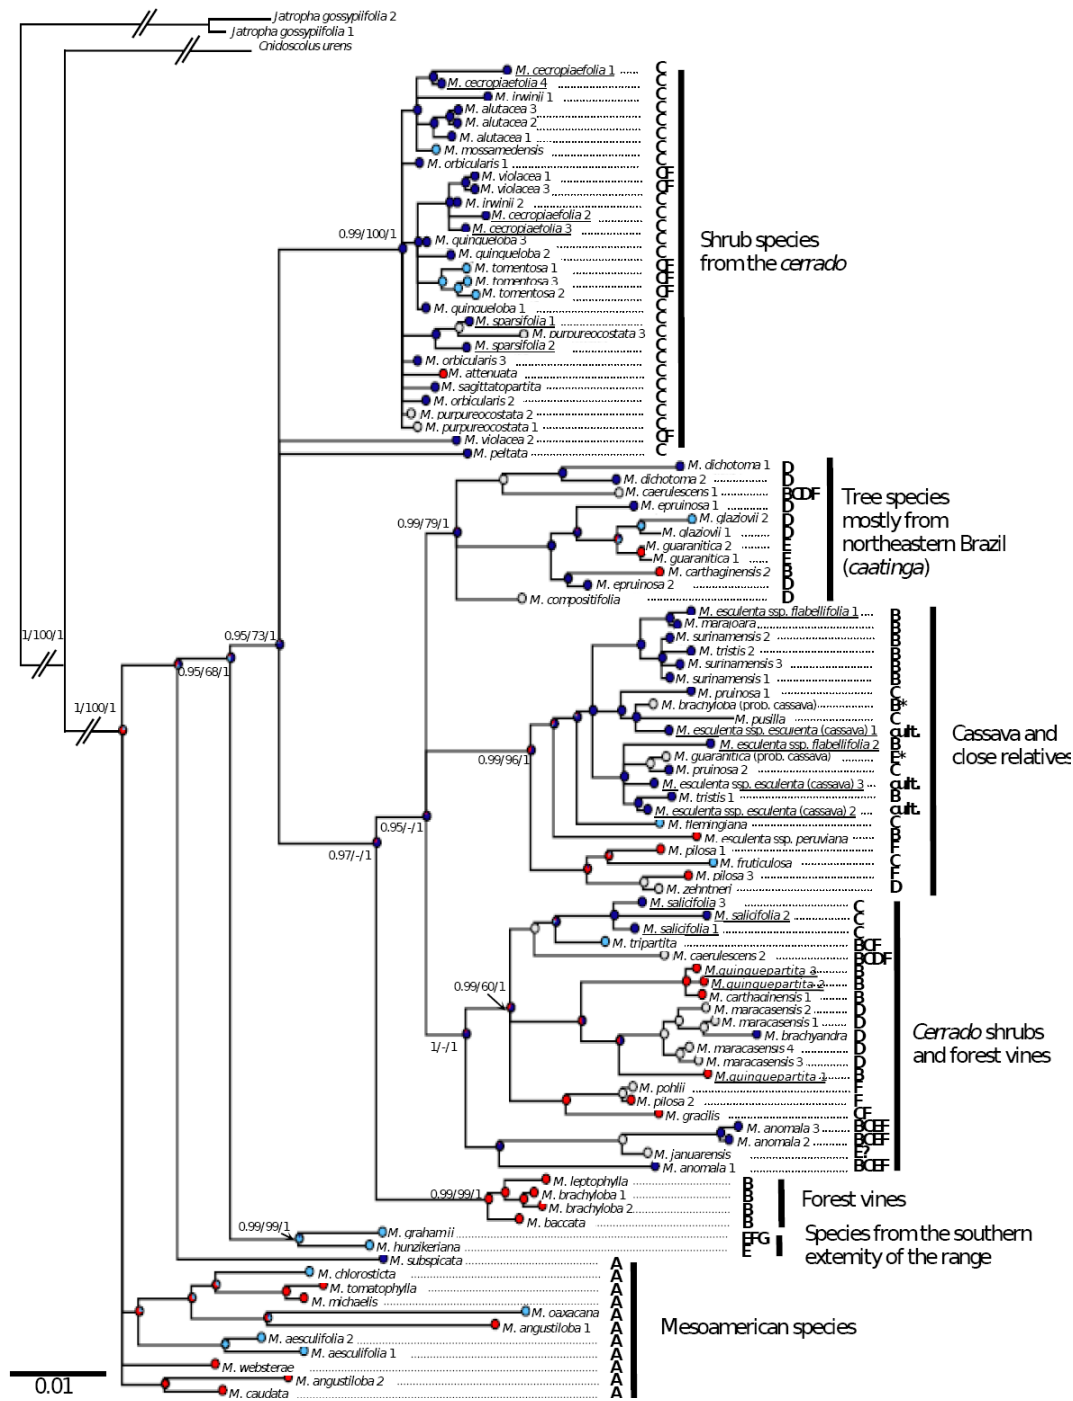 Jatropha gossypiifolia 2
Jatropha gossypiifolia 1
Cnidoscolus urens
M. cecropiaefolia 1 C
M. cecropiaefolia 4 C
M. irwinii 1 C
M. alutacea 3 C
M. alutacea 2 C
M. alutacea 1 C
M. mossamedensis C
M. orbicularis 1 C
M. violacea 1 CF
M. violacea 3 CF
M. irwinii 2 C
M. cecropiaefolia 2 C
M. cecropiaefolia 3 C
0.99/100/1
M. quinqueloba 3 C
Shrub species
from the cerrado
M. quinqueloba 2 C
M. tomentosa 1 CF
M. tomentosa 3 CF
M. tomentosa 2 CF
M. quinqueloba 1 C
M. sparsifolia 1 C
M. purpureocostata 3 C
M. sparsifolia 2 C
M. orbicularis 3 C
M. attenuata C
M. sagittatopartita C
M. orbicularis 2 C
M. purpureocostata 2 C
M. purpureocostata 1 C
M. violacea 2 CF
M. peltata C
M. dichotoma 1 D
M. dichotoma 2 D
M. caerulescens 1 BCDF
M. epruinosa 1 D
Tree species
mostly from
northeastern Brazil
(caatinga)
M. glaziovii 2 D
0.99/79/1
M. glaziovii 1 D
M. guaranitica 2 E
M. guaranitica 1 E
M. carthaginensis 2 B
M. epruinosa 2 D
M. compositifolia D
M. esculenta ssp. flabellifolia 1 B
M. marajoara B
M. surinamensis 2 B
1/100/1
0.95/73/1
M. tristis 2 B
M. surinamensis 3 B
0.95/68/1
M. surinamensis 1 B
M. pruinosa 1 C
M. brachyloba (prob. cassava) B*
1/100/1
M. pusilla C
M. esculenta ssp. esculenta (cassava) 1 cult.
Cassava and
close relatives
M. esculenta ssp. flabellifolia 2 B
0.99/96/1
M. guaranitica (prob. cassava) E*
M. pruinosa 2 C
M. esculenta ssp. esculenta (cassava) 3 cult.
M. tristis 1 B
M. esculenta ssp. esculenta (cassava) 2 cult.
M. flemingiana C
0.95/-/1
M. esculenta ssp. peruviana B
M. pilosa 1 F
0.97/-/1
M. fruticulosa C
M. pilosa 3 F
M. zehntneri D
M. salicifolia 3 C
M. salicifolia 2 C
M. salicifolia 1 C
M. tripartita BCF
M. caerulescens 2 BCDF
M. quinquepartita 3 B
M. quinquepartita 2 B
0.99/60/1
M. carthaginensis 1 B
M. maracasensis 2 D
M. maracasensis 1 D
M. brachyandra D
Cerrado shrubs
and forest vines
1/-/1
M. maracasensis 4 D
M. maracasensis 3 D
M. quinquepartita 1 B
M. pohlii F
M. pilosa 2 F
M. gracilis CF
M. anomala 3 BCEF
M. anomala 2 BCEF
M. januarensis E?
M. anomala 1 BCEF
M. leptophylla B
0.99/99/1
M. brachyloba 1 B
Forest vines
M. brachyloba 2 B
M. baccata B
0.99/99/1
M. grahamii EFG
M. hunzikeriana E
Species from the southern
extemity of the range
M. subspicata A
M. chlorosticta A
M. tomatophylla A
M. michaelis A
M. oaxacana A
M. angustiloba 1 A
Mesoamerican species
M. aesculifolia 2 A
M. aesculifolia 1 A
M. websterae A
M. angustiloba 2 A
M. caudata A
0.01